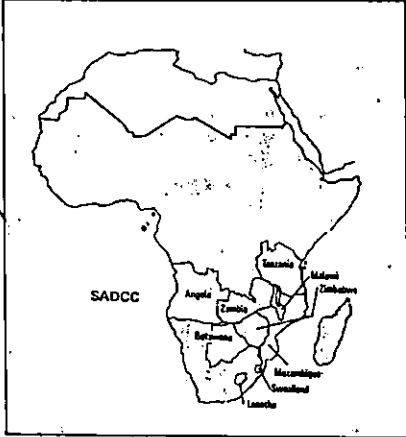 Tanzania
Malawi
Zimbabwe
SADCC
Angola
Zambia
Botswana
Mozambique
Swaziland
Lesotho